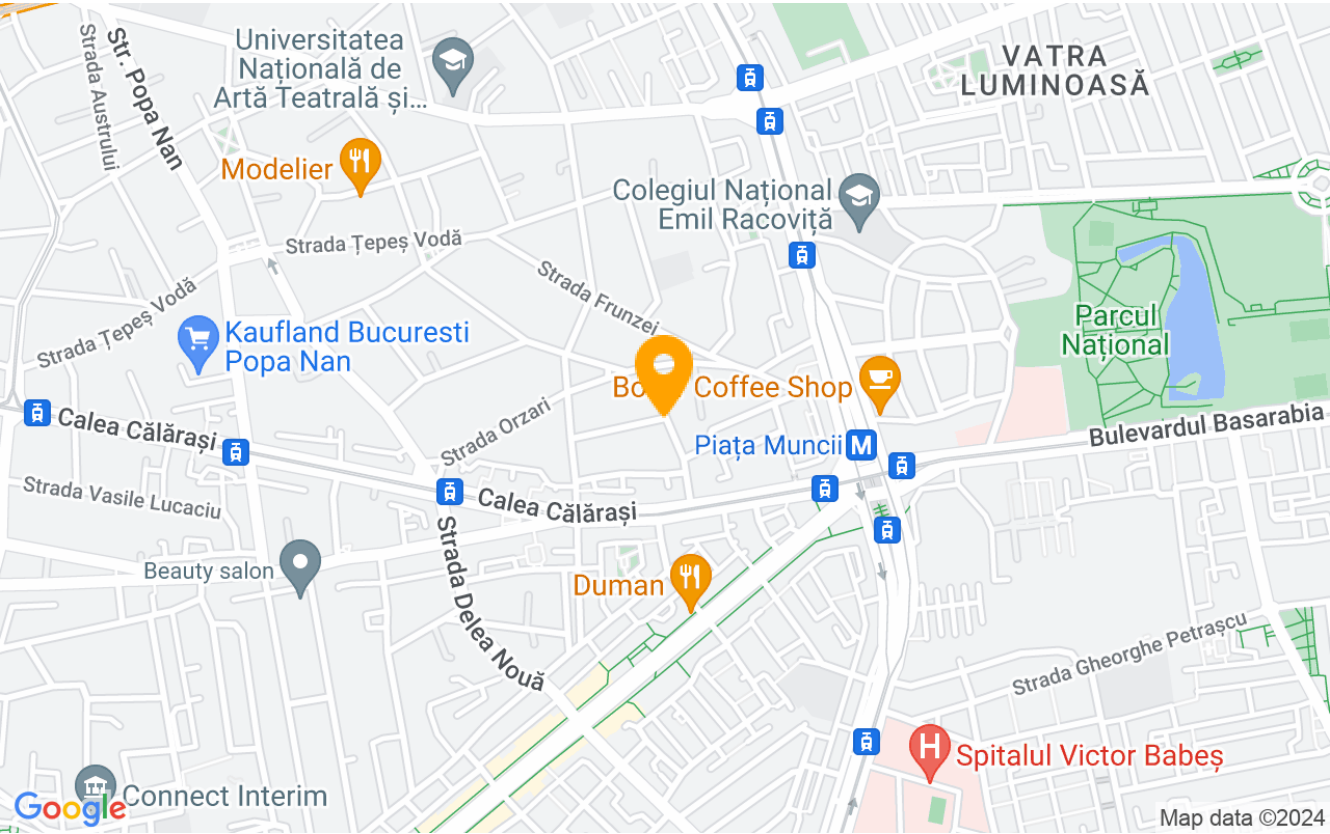 Universitatea
Națională de
Artă Teatrală și...
VATRA
LUMINOASĂ
Str. Popa Nan
Strada Austrului
Modelier
Colegiul Național
Emil Racoviță
Strada Țepeș Vodă
Strada Frunzei
Strada Țepeș Vodă
Parcul
Național
Kaufland Bucuresti
Popa Nan
Coffee Shop
Strada Orzari
Calea Călărași
Bulevardul Basarabia
Piața Muncii M
Strada Vasile Lucaciu
Calea Călărași
Beauty salon
Duman
Strada Delea Nouă
Strada Gheorghe Petrașcu
H Spitalul Victor Babeș
Connect Interim
Google
Map data ©2024